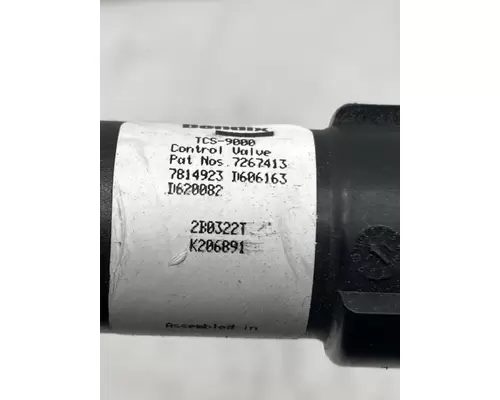 Bendix
TCS-9000
Control Valve
Pat Nos. 7267413
7814923 D606163
D620082
2B0322T
K206891
Assembled in